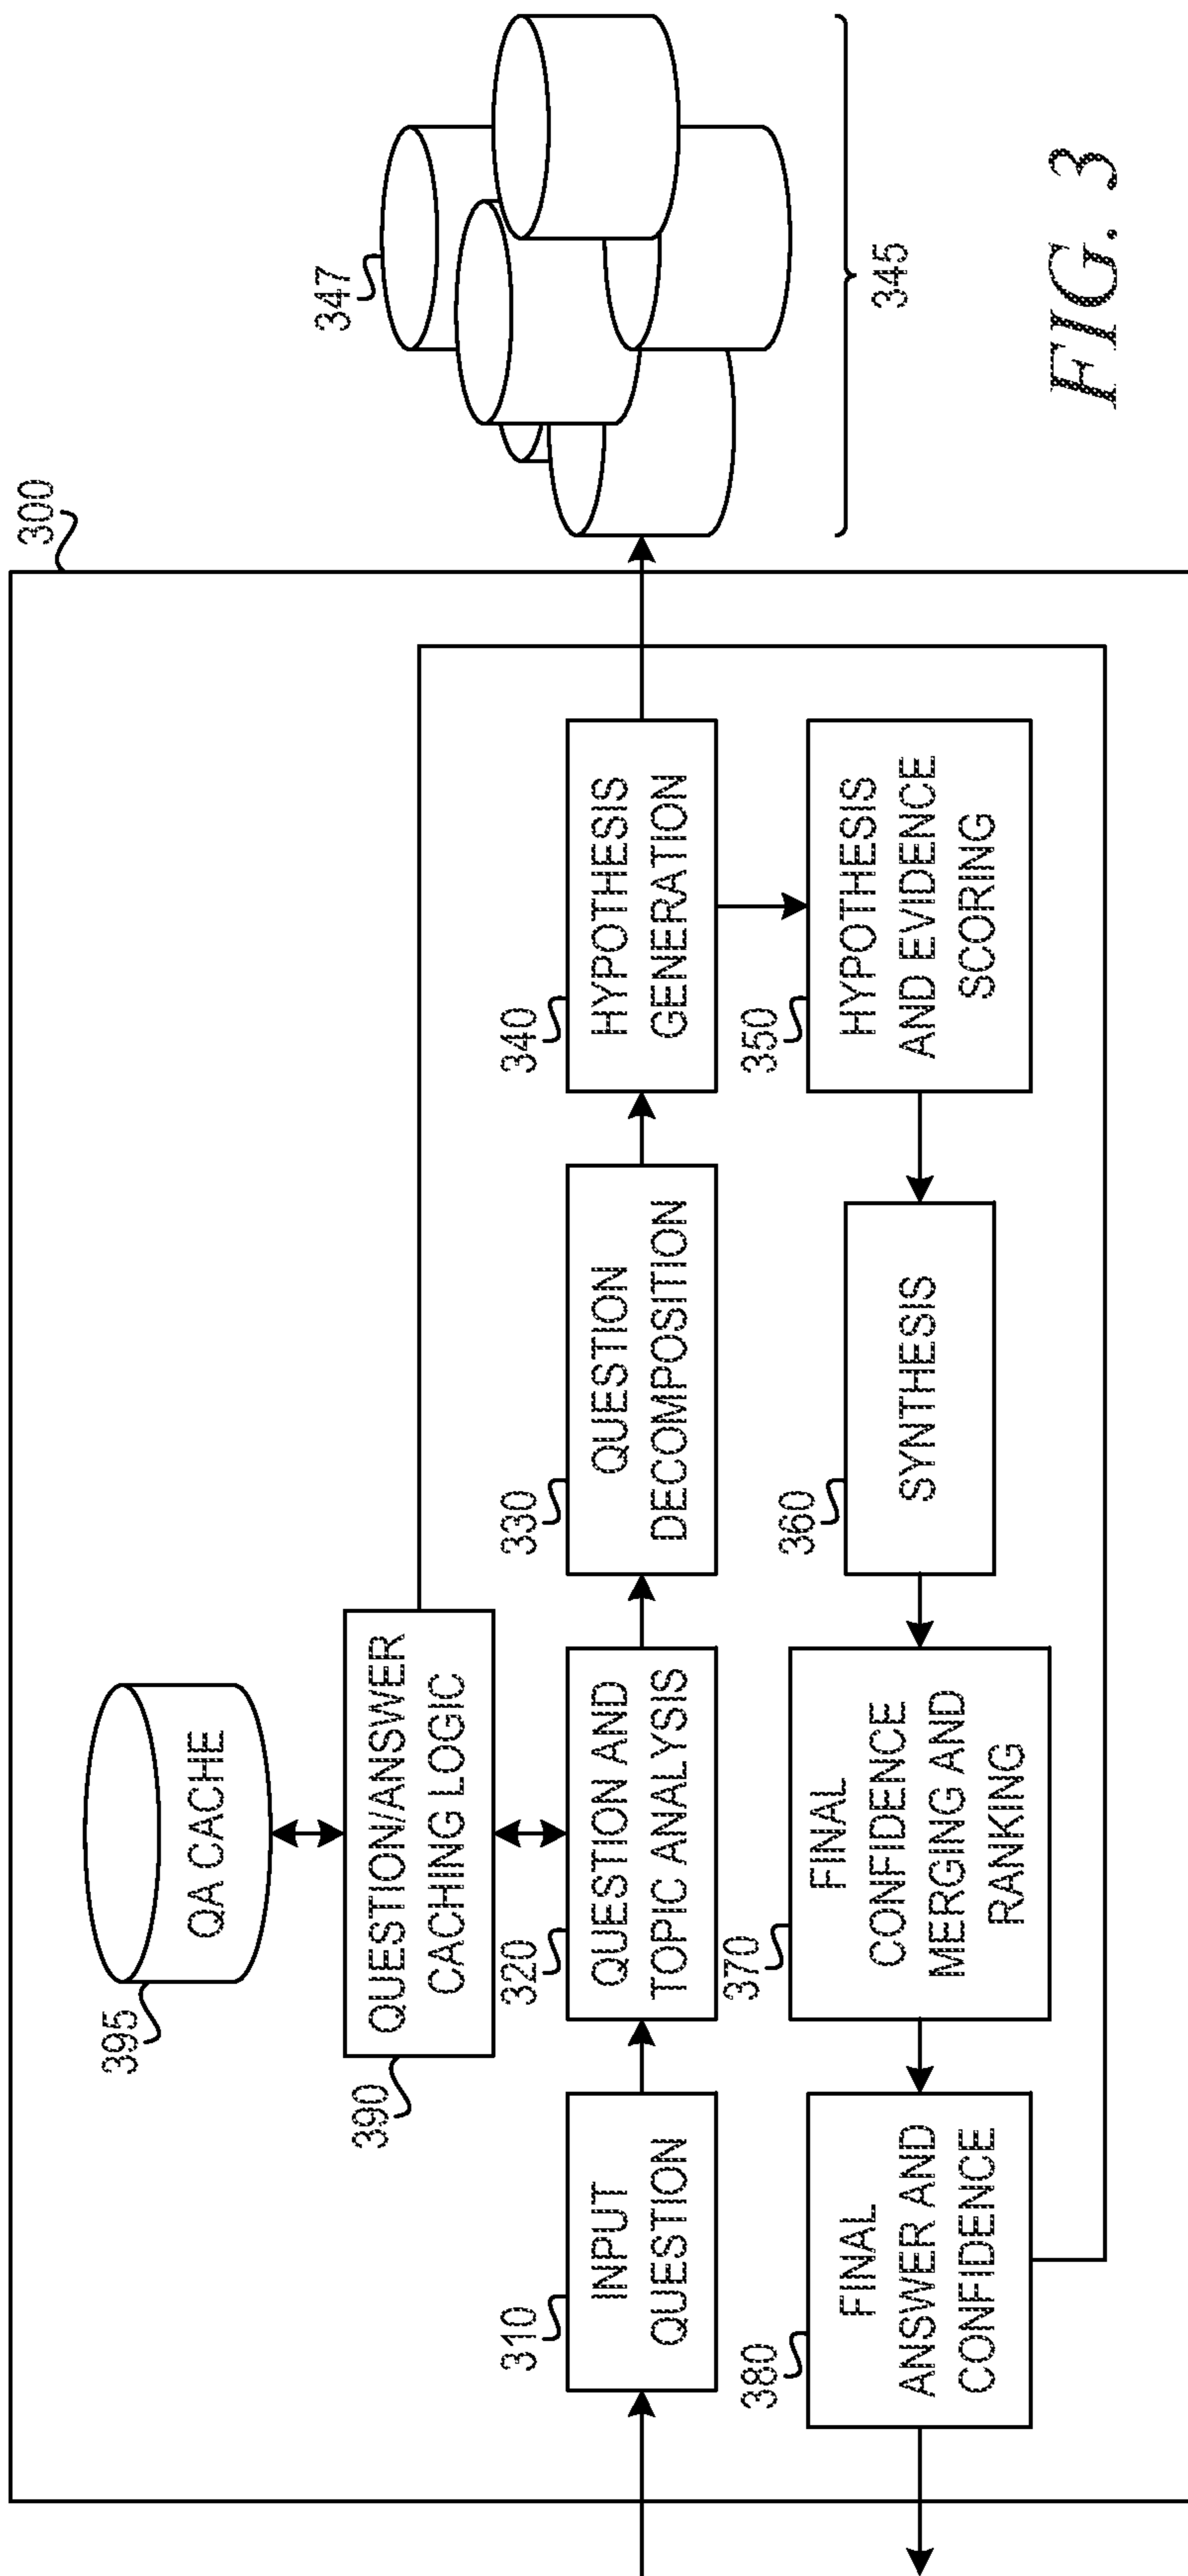 300
395
QA CACHE
347
390
QUESTION/ANSWER
CACHING LOGIC
310
INPUT
QUESTION
320
QUESTION AND
TOPIC ANALYSIS
330
QUESTION
DECOMPOSITION
340
HYPOTHESIS
GENERATION
345
380
FINAL
ANSWER AND
CONFIDENCE
370
FINAL
CONFIDENCE
MERGING AND
RANKING
360
SYNTHESIS
350
HYPOTHESIS
AND EVIDENCE
SCORING
FIG. 3